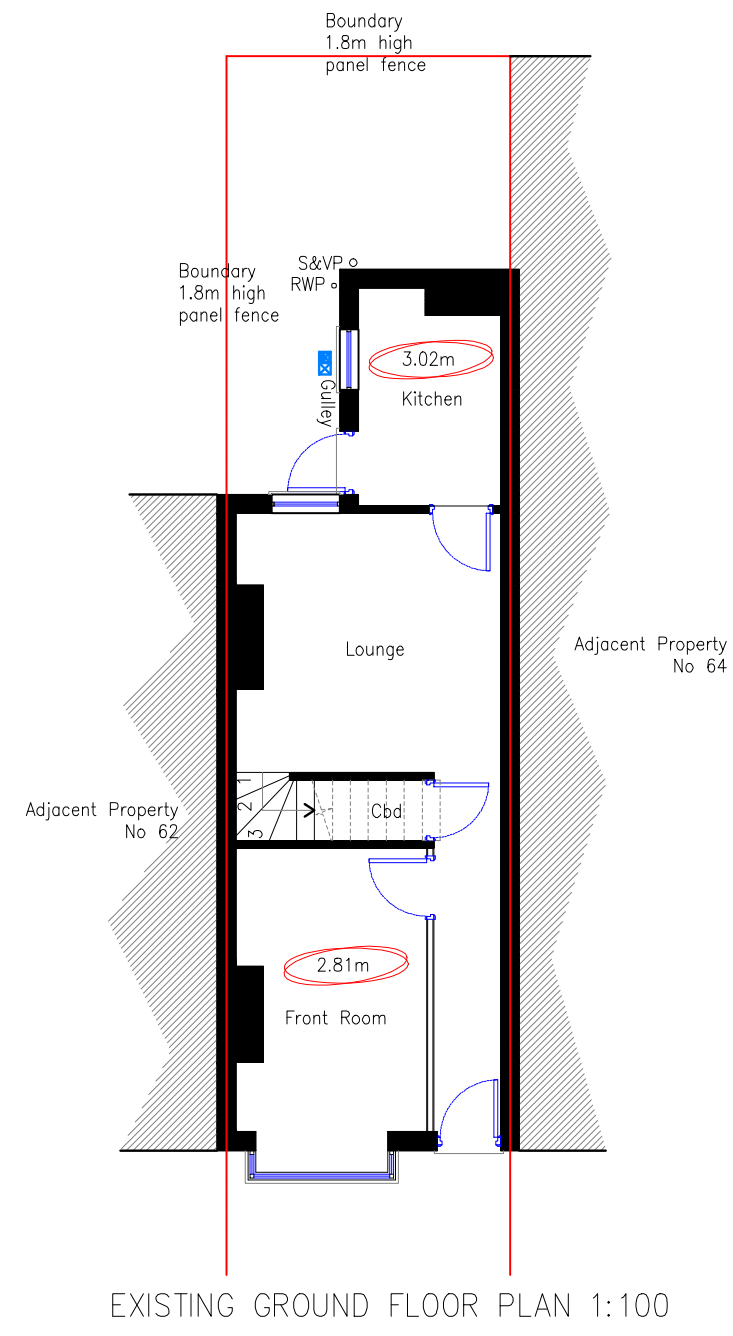 Boundary
1.8m high
panel fence
S&VP
RWP
Boundary
1.8m high
panel fence
3.02m
Kitchen
Gulley
Lounge
Adjacent Property
No 64
1
2
3
Cbd
Adjacent Property
No 62
2.81m
Front Room
EXISTING GROUND FLOOR PLAN 1:100